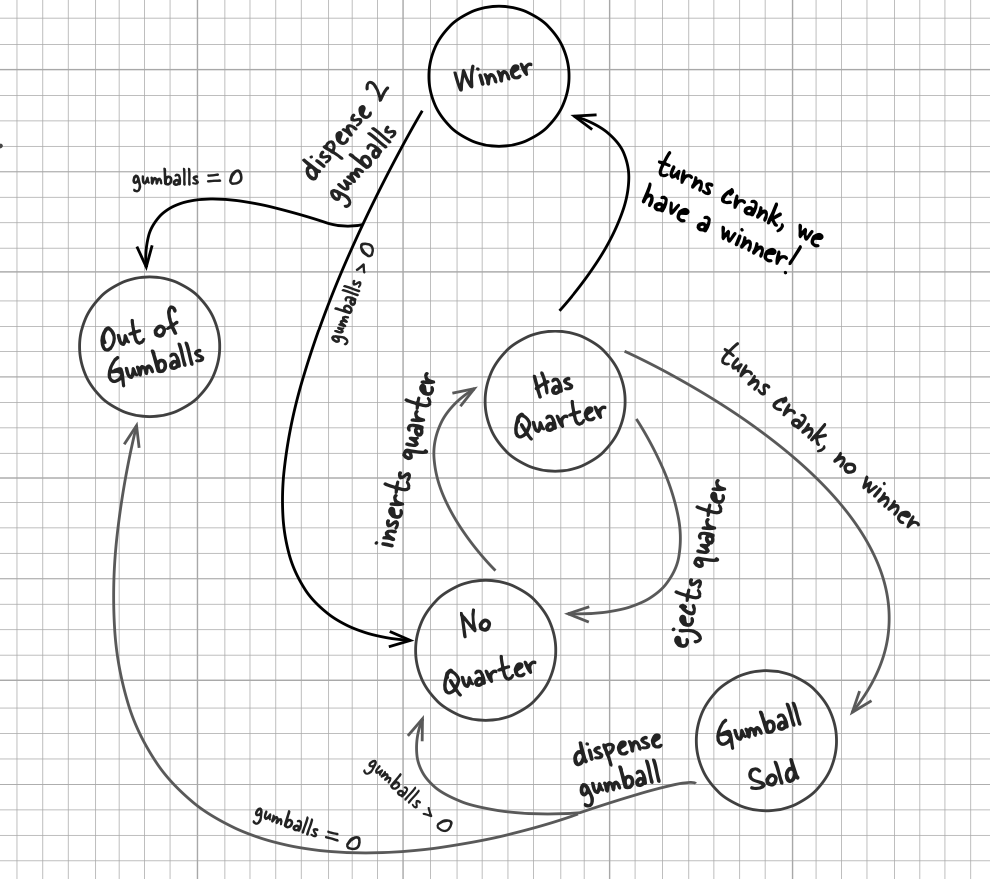 Winner
dispense 2
gumballs
gumballs = 0
turns crank, we
have a winner!
gumballs > 0
Out of
Gumballs
Has
Quarter
turns crank, no winner
inserts quarter
ejects quarter
No
Quarter
Gumball
Sold
dispense
gumball
gumballs > 0
gumballs = 0